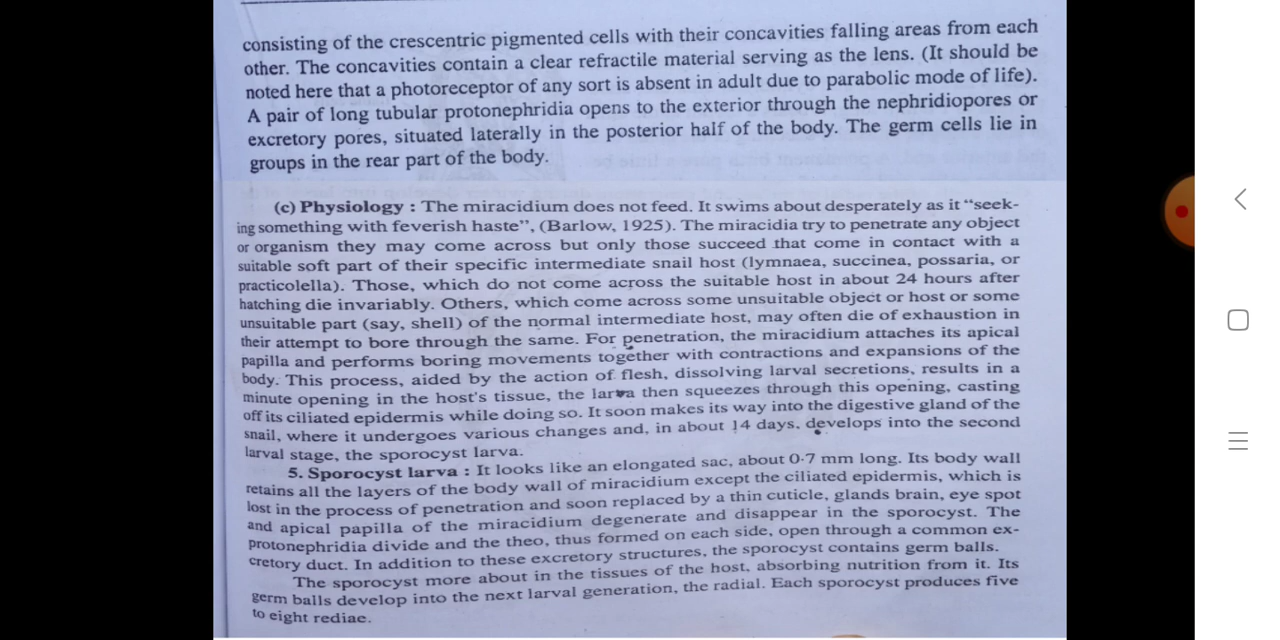 consisting of the crescentric pigmented cells with their concavities falling areas from each
other. The concavities contain a clear refractile material serving as the lens. (It should be
noted here that a photoreceptor of any sort is absent in adult due to parabolic mode of life).
A pair of long tubular protonephridia opens to the exterior through the nephridiopores or
excretory pores, situated laterally in the posterior half of the body. The germ cells lie in
groups in the rear part of the body.
(c) Physiology : The miracidium does not feed. It swims about desperately as it “seek-
ing something with feverish haste”, (Barlow, 1925). The miracidia try to penetrate any object
or organism they may come across but only those succeed that come in contact with a
suitable soft part of their specific intermediate snail host (lymnaea, succinea, possaria, or
practicolella). Those, which do not come across the suitable host in about 24 hours after
hatching die invariably. Others, which come across some unsuitable object or host or some
unsuitable part (say, shell) of the normal intermediate host, may often die of exhaustion in
their attempt to bore through the same. For penetration, the miracidium attaches its apical
papilla and performs boring movements together with contractions and expansions of the
body. This process, aided by the action of flesh, dissolving larval secretions, results in a
minute opening in the host's tissue, the larva then squeezes through this opening, casting
off its ciliated epidermis while doing so. It soon makes its way into the digestive gland of the
snail, where it undergoes various changes and, in about 14 days, develops into the second
larval stage, the sporocyst larva.
5. Sporocyst larva : It looks like an elongated sac, about 0·7 mm long. Its body wall
retains all the layers of the body wall of miracidium except the ciliated epidermis, which is
lost in the process of penetration and soon replaced by a thin cuticle, glands brain, eye spot
and apical papilla of the miracidium degenerate and disappear in the sporocyst. The
protonephridia divide and the theo, thus formed on each side, open through a common ex-
cretory duct. In addition to these excretory structures, the sporocyst contains germ balls.
The sporocyst more about in the tissues of the host, absorbing nutrition from it. Its
germ balls develop into the next larval generation, the radial. Each sporocyst produces five
to eight rediae.